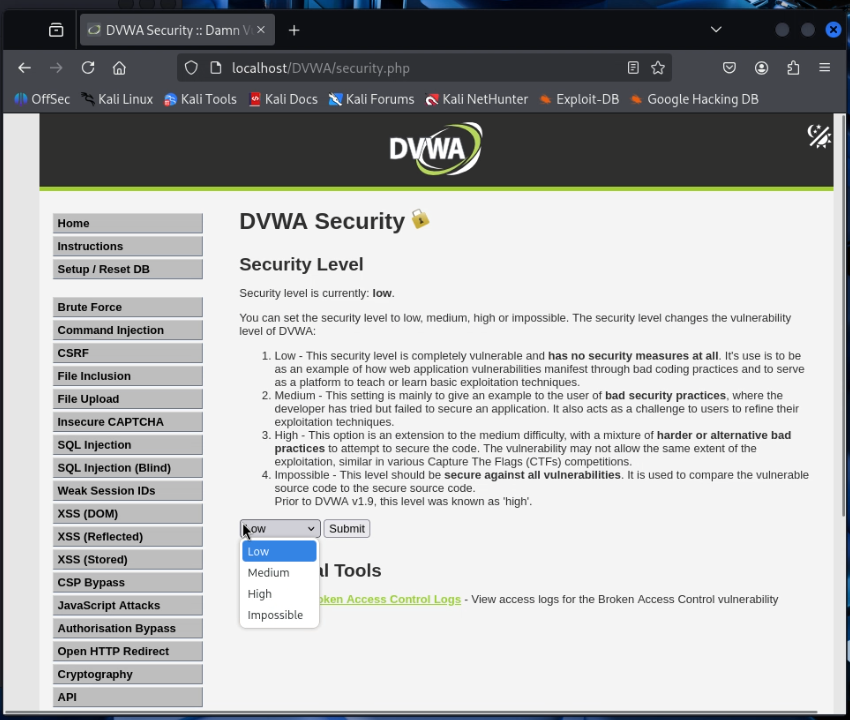 DVWA Security :: Damn V
localhost/DVWA/security.php
OffSec Kali Linux Kali Tools Kali Docs Kali Forums Kali NetHunter Exploit-DB Google Hacking DB
DVWA
Home
Instructions
Setup / Reset DB
Brute Force
Command Injection
CSRF
File Inclusion
File Upload
Insecure CAPTCHA
SQL Injection
SQL Injection (Blind)
Weak Session IDs
XSS (DOM)
XSS (Reflected)
XSS (Stored)
CSP Bypass
JavaScript Attacks
Authorisation Bypass
Open HTTP Redirect
Cryptography
API
DVWA Security
Security Level
Security level is currently: low.
You can set the security level to low, medium, high or impossible. The security level changes the vulnerability
level of DVWA:
1. Low - This security level is completely vulnerable and has no security measures at all. It's use is to be
as an example of how web application vulnerabilities manifest through bad coding practices and to serve
as a platform to teach or learn basic exploitation techniques.
2. Medium - This setting is mainly to give an example to the user of bad security practices, where the
developer has tried but failed to secure an application. It also acts as a challenge to users to refine their
exploitation techniques.
3. High - This option is an extension to the medium difficulty, with a mixture of harder or alternative bad
practices to attempt to secure the code. The vulnerability may not allow the same extent of the
exploitation, similar in various Capture The Flags (CTFs) competitions.
4. Impossible - This level should be secure against all vulnerabilities. It is used to compare the vulnerable
source code to the secure source code.
Prior to DVWA v1.9, this level was known as 'high'.
Low Submit
Low
Medium
High
Impossible
al Tools
oken Access Control Logs - View access logs for the Broken Access Control vulnerability